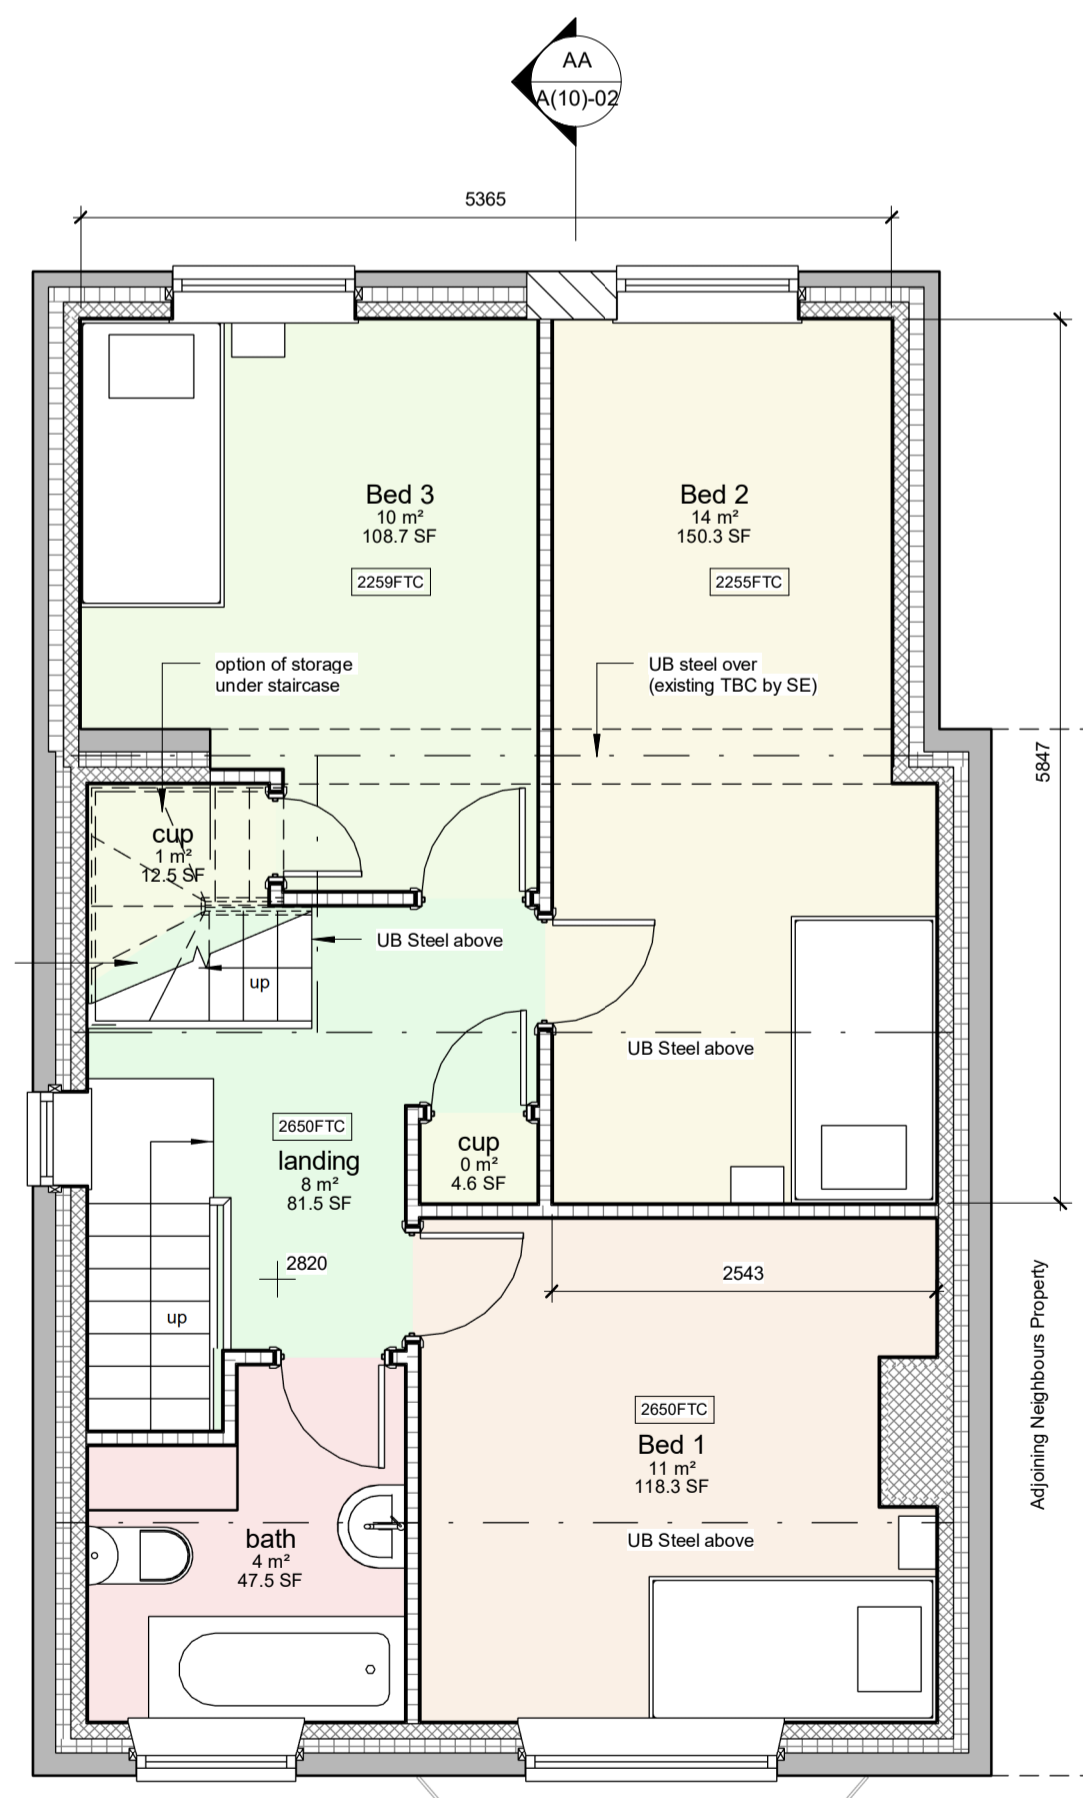 AA
A(10)-02
5365
Bed 3
10 m²
108.7 SF
2259FTC
Bed 2
14 m²
150.3 SF
2255FTC
option of storage
under staircase
UB steel over
(existing TBC by SE)
5847
cup
1 m²
12.5 SF
UB Steel above
up
UB Steel above
2650FTC
landing
8 m²
81.5 SF
cup
0 m²
4.6 SF
2820
2543
up
Adjoining Neighbours Property
2650FTC
Bed 1
11 m²
118.3 SF
UB Steel above
bath
4 m²
47.5 SF